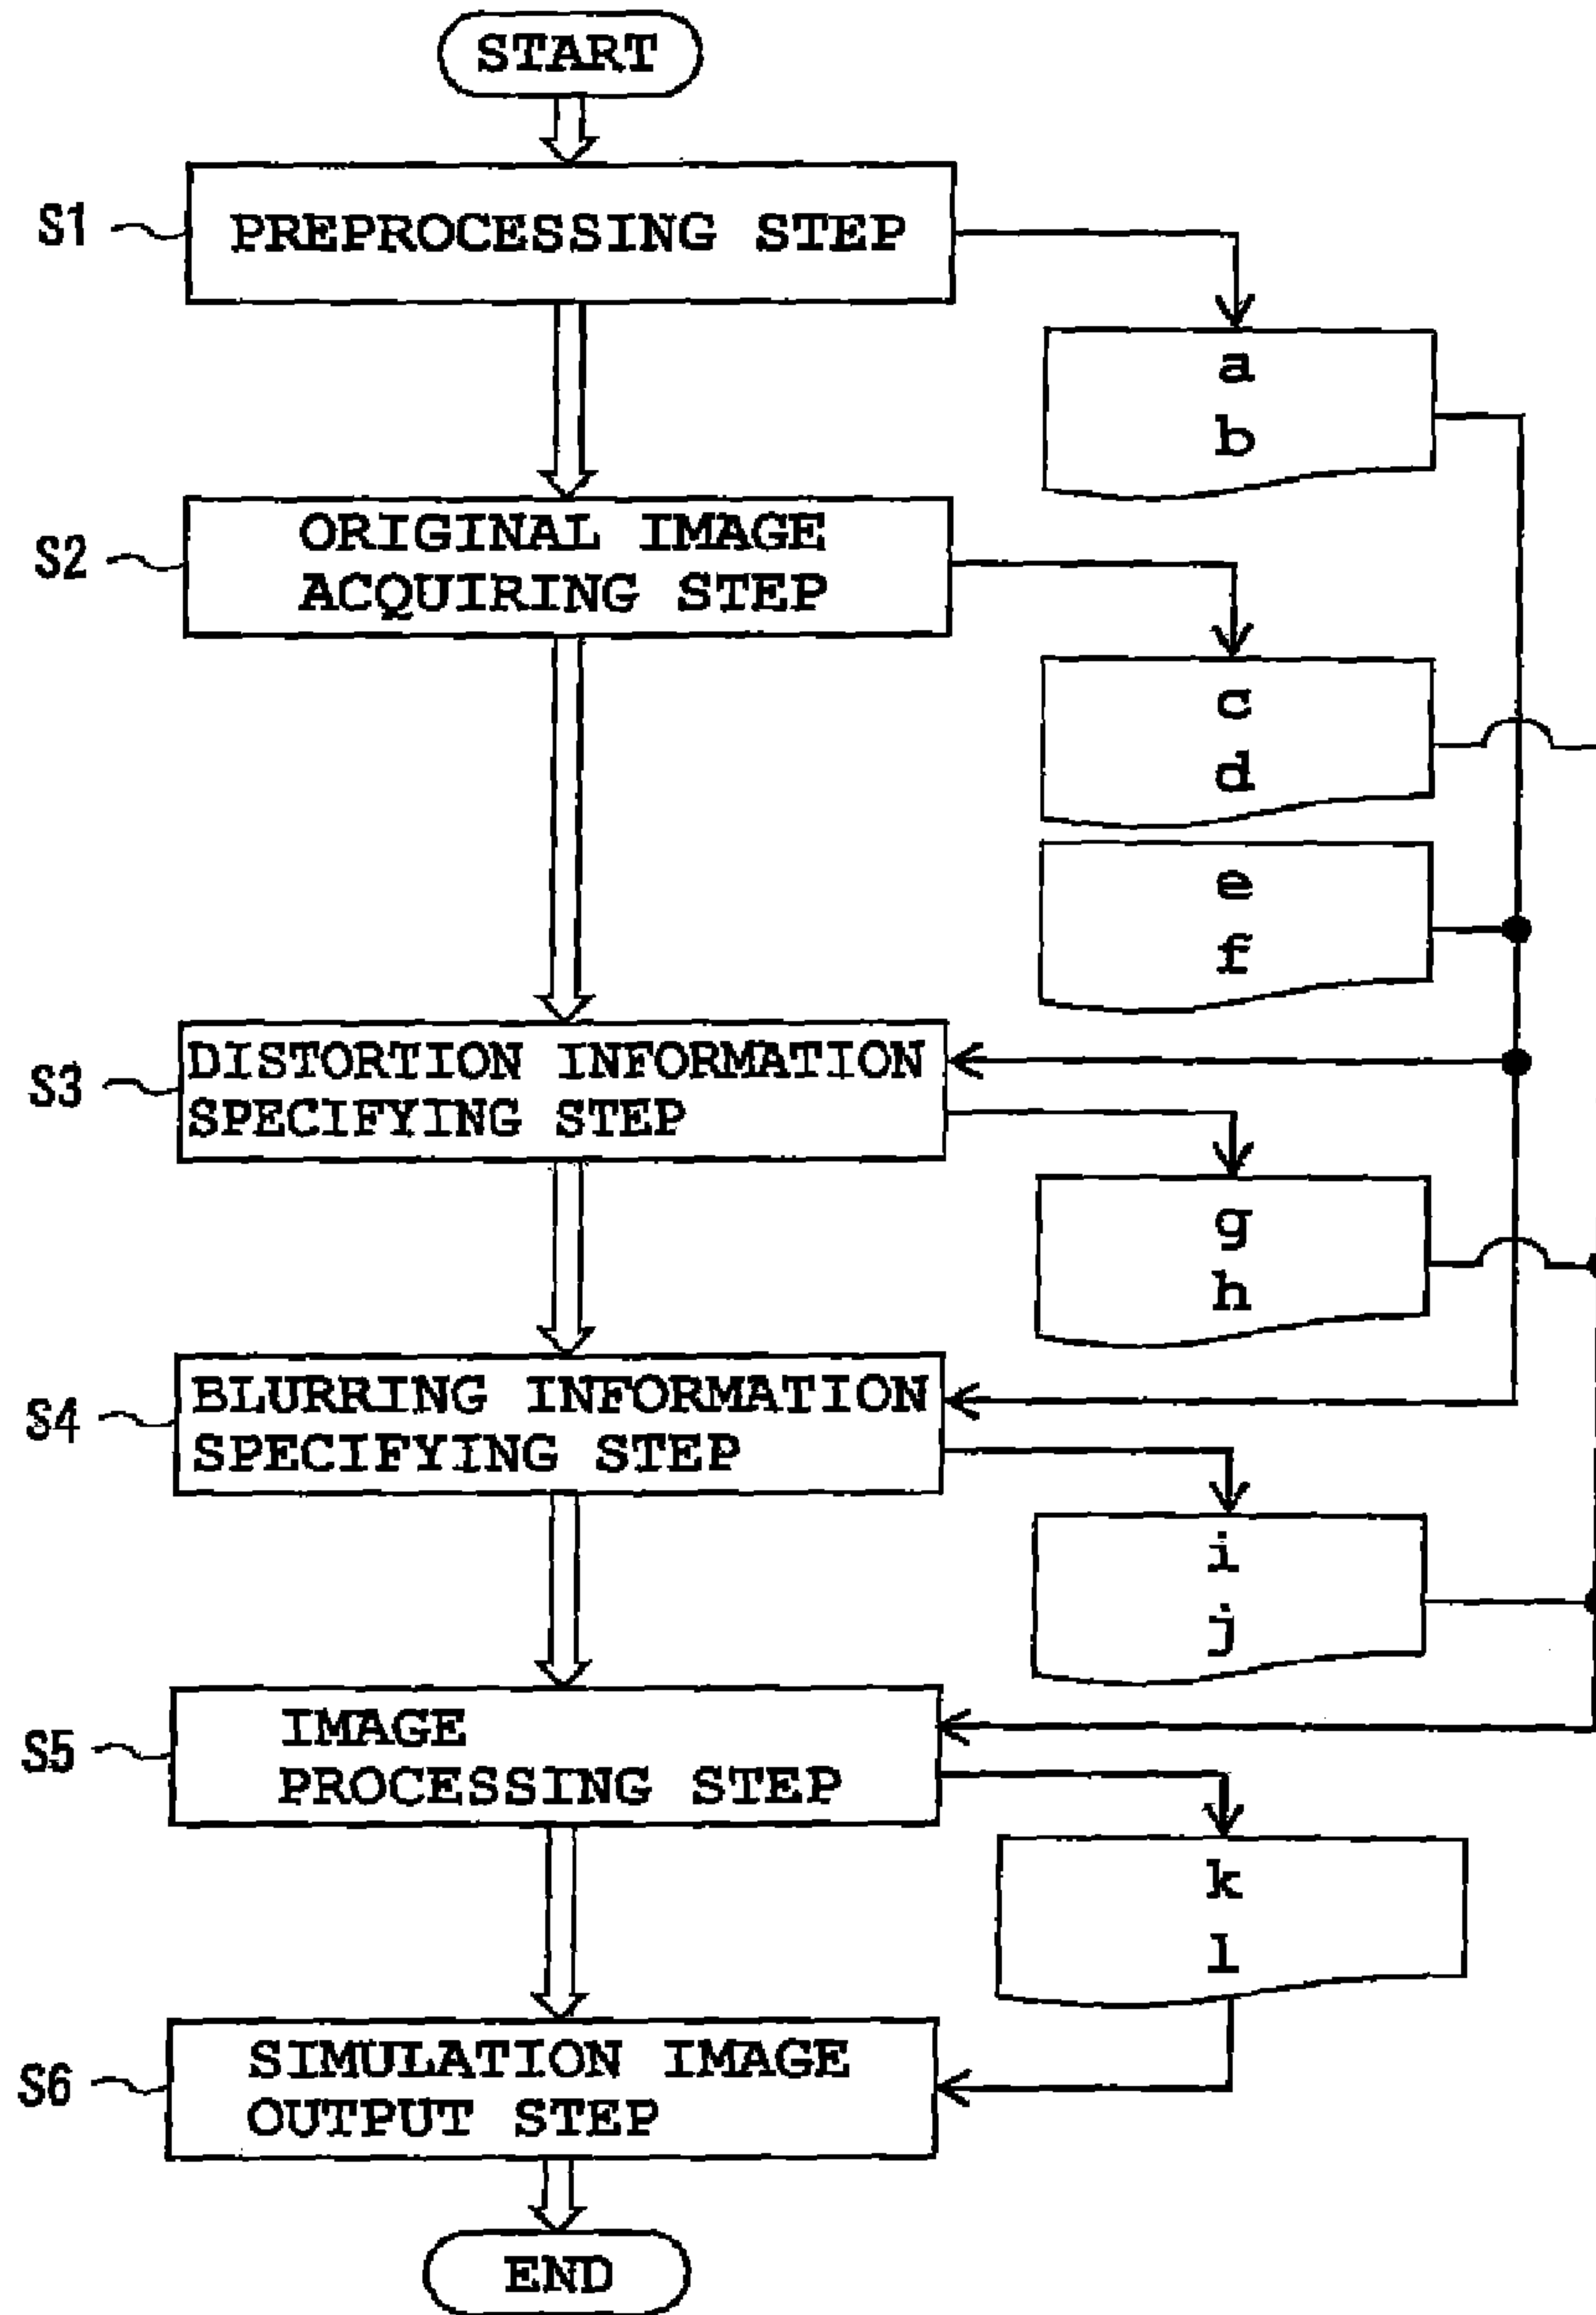 START
S1
PREPROCESSING STEP
a
b
S2
ORIGINAL IMAGE
ACQUIRING STEP
c
d
e
f
S3
DISTORTION INFORMATION
SPECIFYING STEP
g
h
S4
BLURRING INFORMATION
SPECIFYING STEP
i
j
S5
IMAGE
PROCESSING STEP
k
l
S6
SIMULATION IMAGE
OUTPUT STEP
END